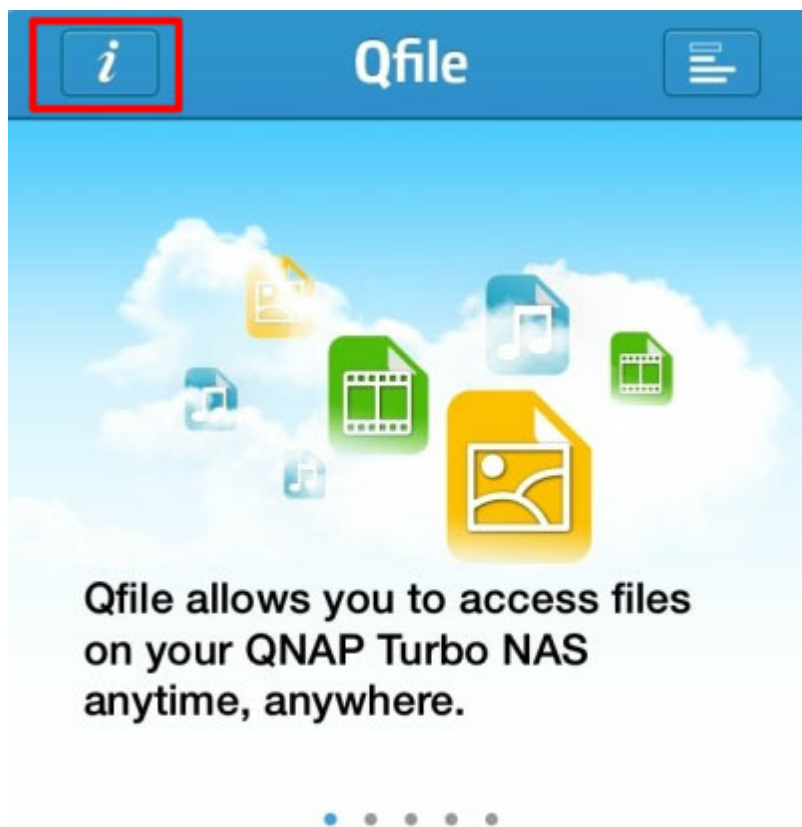 i
Qfile
Qfile allows you to access files
on your QNAP Turbo NAS
anytime, anywhere.